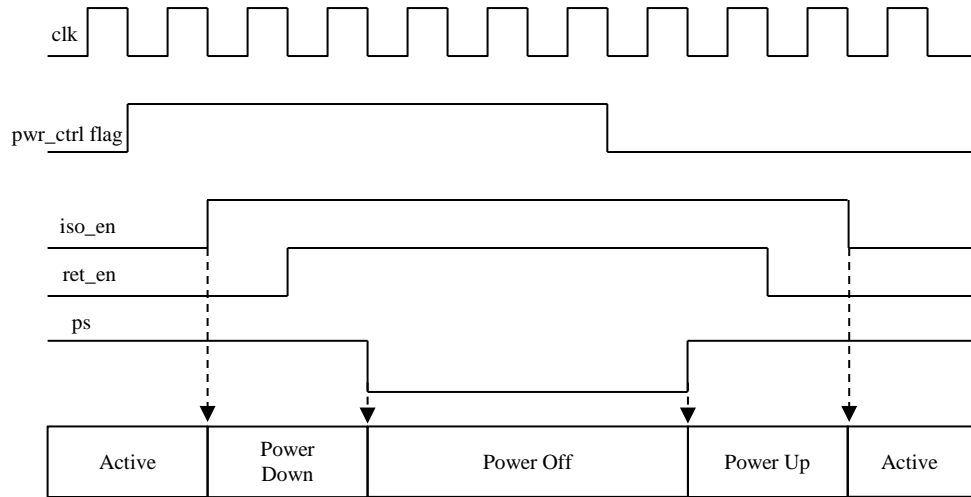 clk
pwr_ctrl flag
iso_en
ret_en
ps
Active
Power
Down
Power Off
Power Up
Active